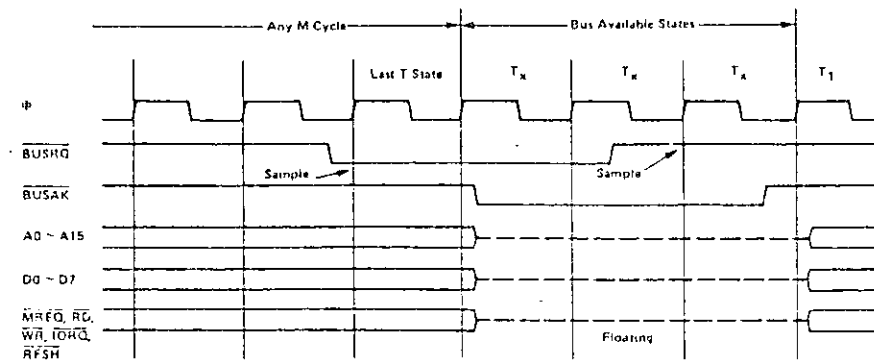 Any M Cycle
Bus Available States
Last T State
Tx
Tx
Tx
T1
Φ
BUSRQ
Sample
Sample
BUSAK
A0 ~ A15
D0 ~ D7
MREQ, RD,
WR, IORQ,
RFSH
Floating